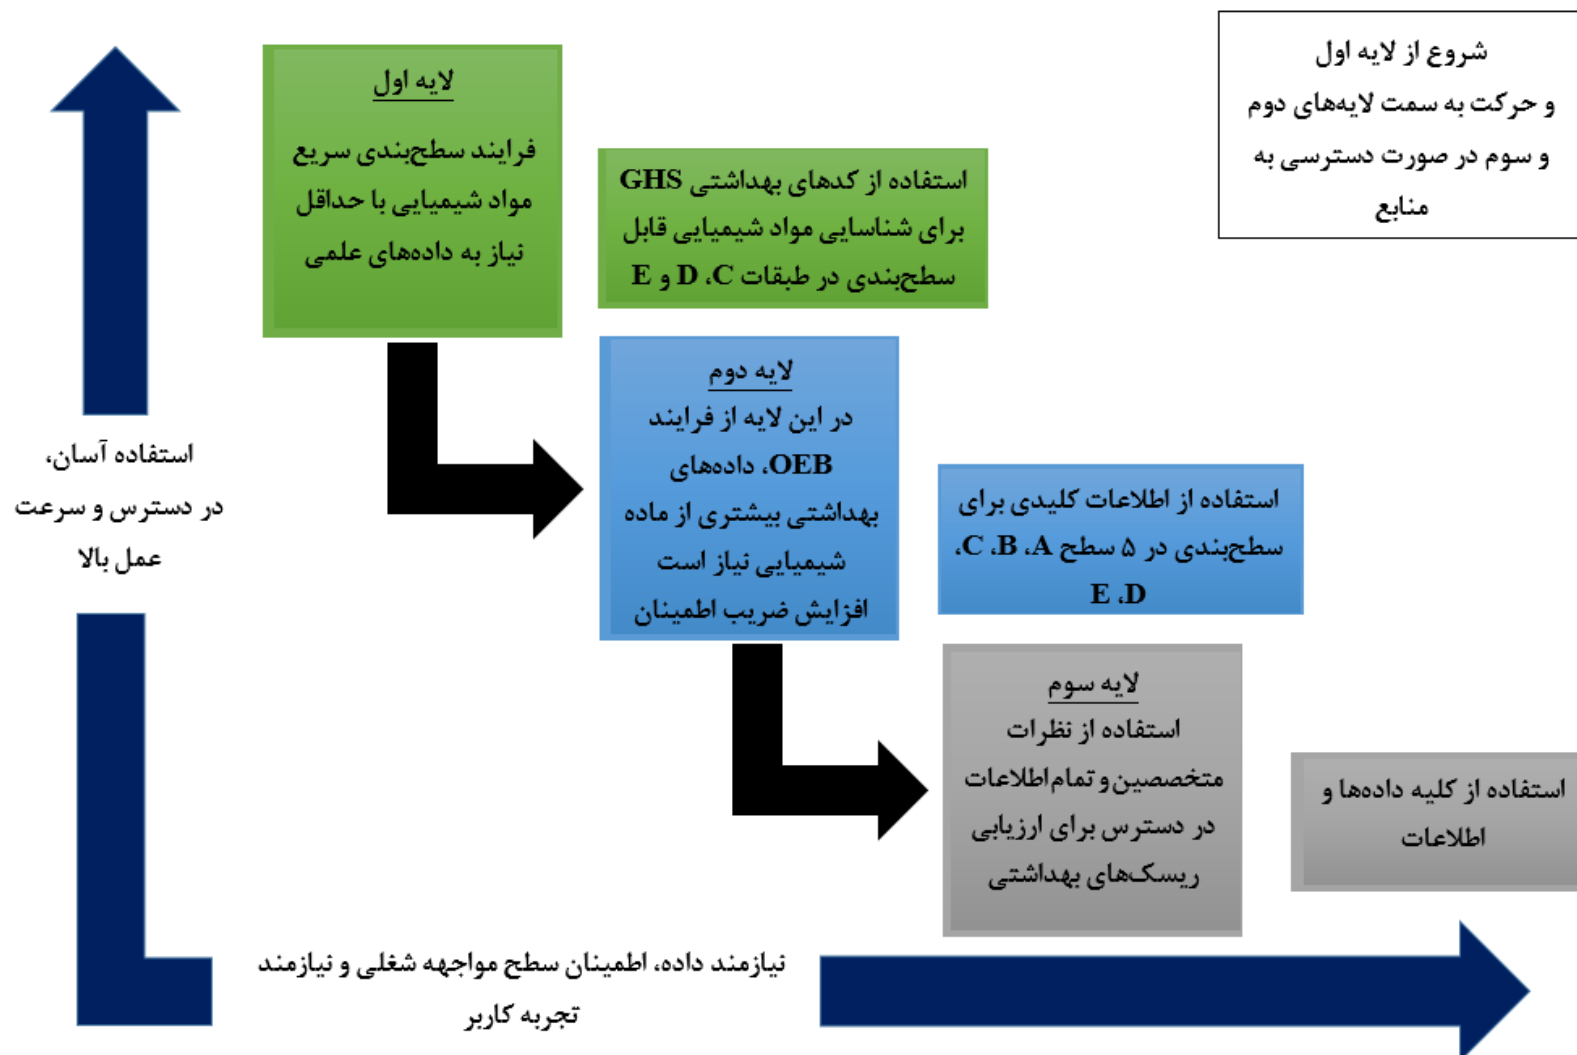 شروع از لایه اول
و حرکت به سمت لایه‌های دوم
و سوم در صورت دسترسی به
منابع
لایه اول
فرایند سطح‌بندی سریع
مواد شیمیایی با حداقل
نیاز به داده‌های علمی
استفاده از کدهای بهداشتی GHS
برای شناسایی مواد شیمیایی قابل
سطح‌بندی در طبقات C، D و E
لایه دوم
در این لایه از فرایند
OEB، داده‌های
بهداشتی بیشتری از ماده
شیمیایی نیاز است
افزایش ضریب اطمینان
استفاده از اطلاعات کلیدی برای
سطح‌بندی در ۵ سطح A، B، C،
D، E
لایه سوم
استفاده از نظرات
متخصصین و تمام‌اطلاعات
در دسترس برای ارزیابی
ریسک‌های بهداشتی
استفاده از کلیه داده‌ها و
اطلاعات
استفاده آسان،
در دسترس و سرعت
عمل بالا
نیازمند داده، اطمینان سطح مواجهه شغلی و نیازمند
تجربه کاربر